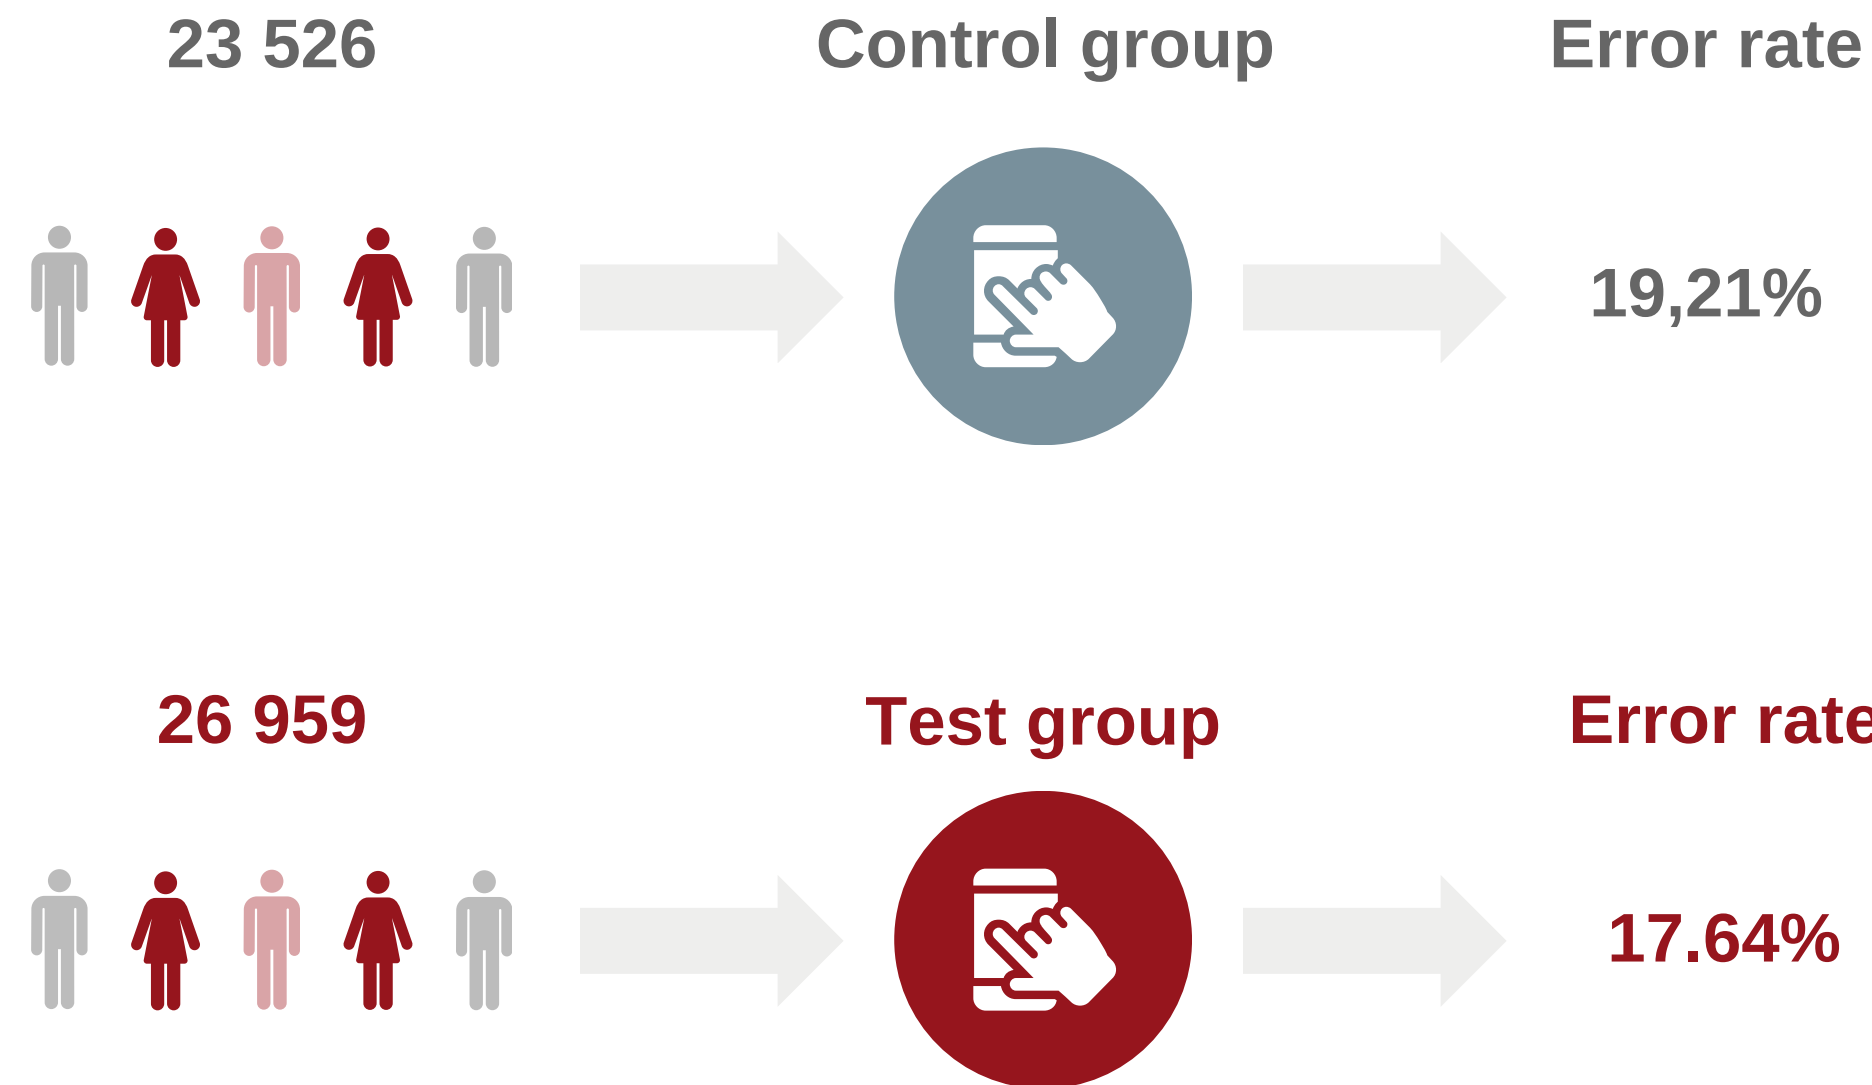 23 526
Control group
Error rate
19,21%
26 959
Test group
Error rate
17.64%